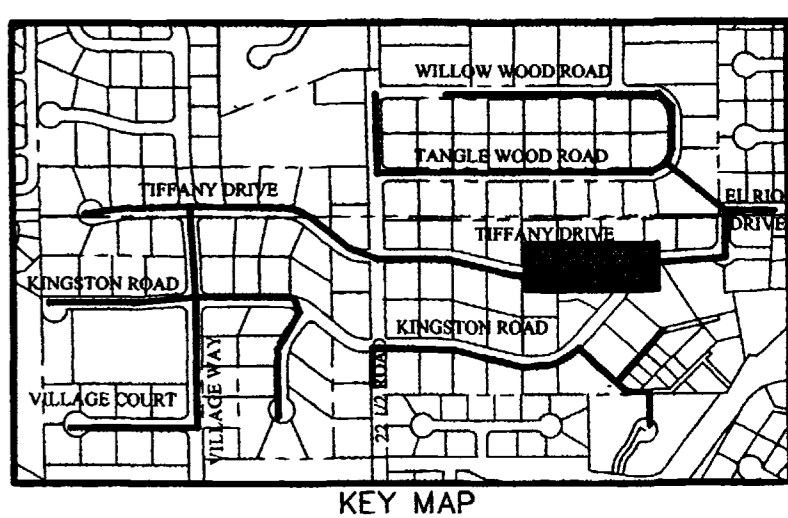 WILLOW WOOD ROAD
TANGLE WOOD ROAD
TIFFANY DRIVE
EL RIO
DRIVE
TIFFANY DRIVE
KINGSTON ROAD
KINGSTON ROAD
22 1/2 ROAD
VILLAGE WAY
VILLAGE COURT
KEY MAP